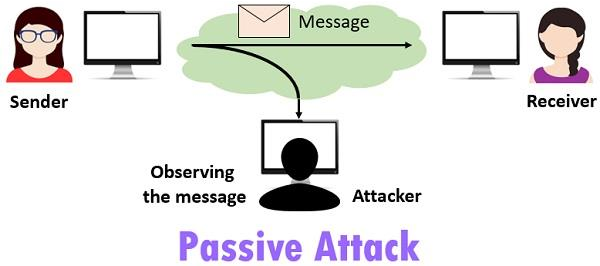 Message
Sender
Receiver
Observing
the message
Attacker
Passive Attack